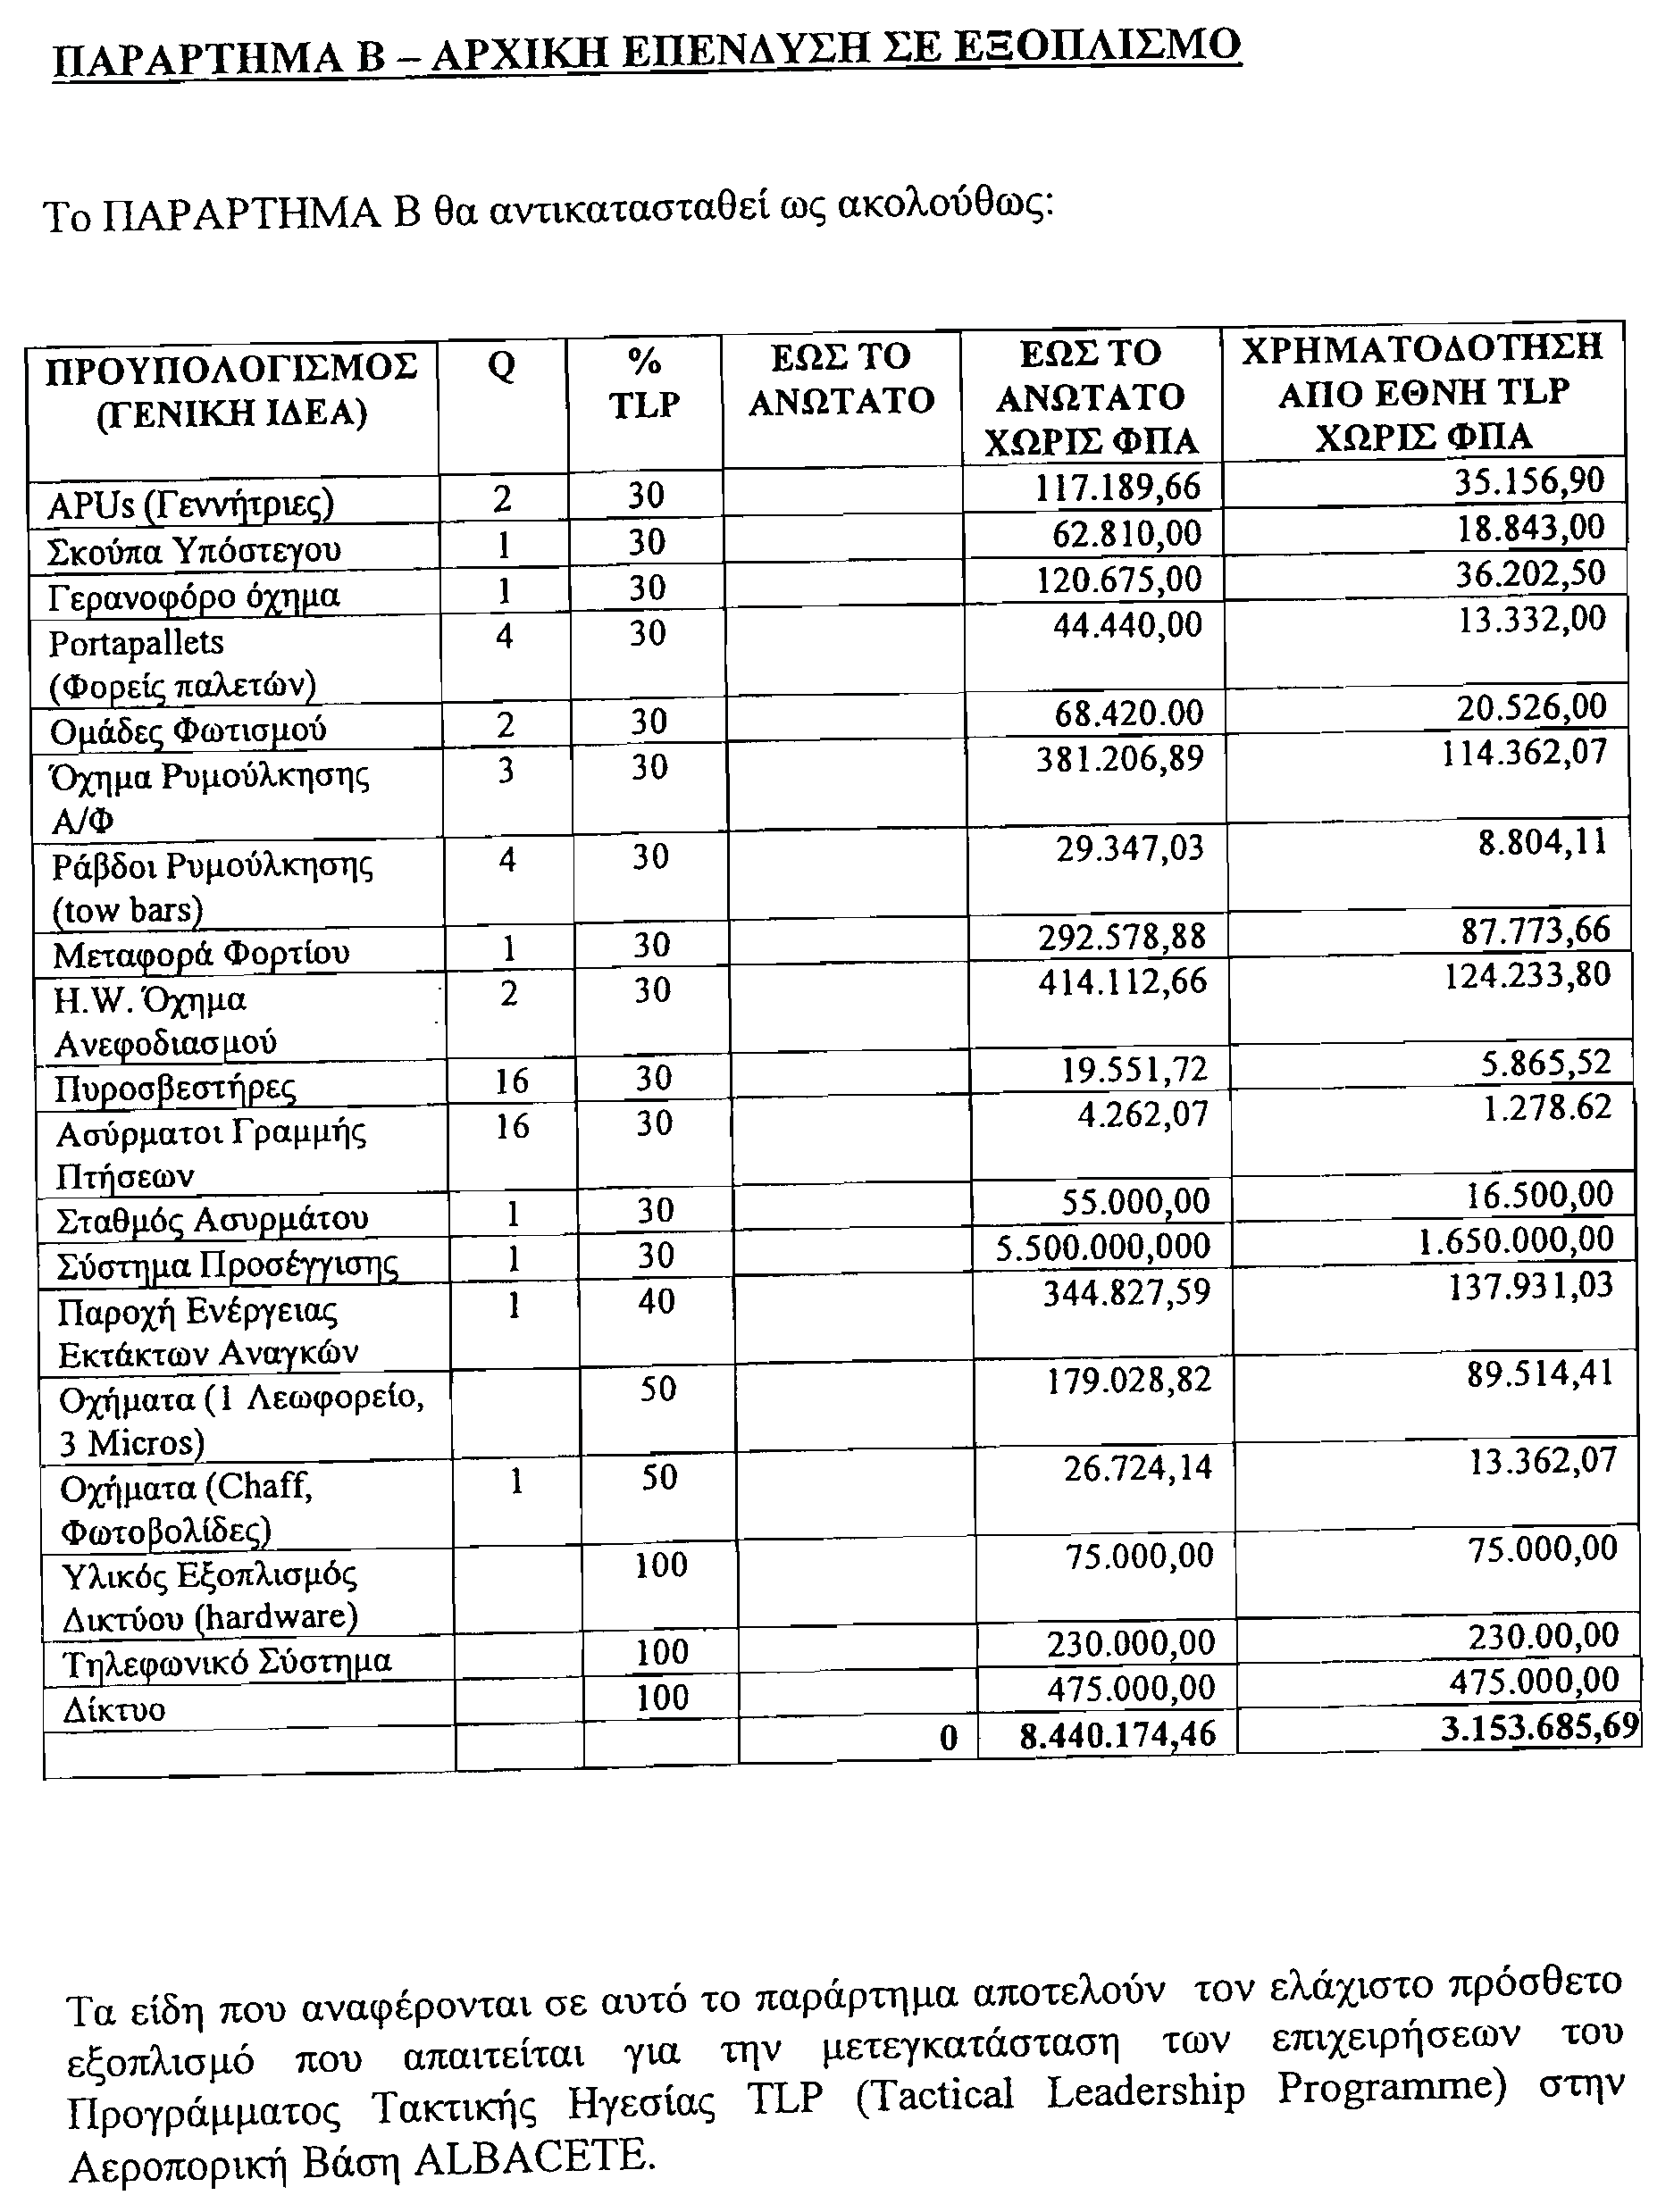 ΠΑΡΑΡΤΗΜΑ Β – ΑΡΧΙΚΗ ΕΠΕΝΔΥΣΗ ΣΕ ΕΞΟΠΛΙΣΜΟ
Το ΠΑΡΑΡΤΗΜΑ Β θα αντικατασταθεί ως ακολούθως:
ΠΡΟΥΠΟΛΟΓΙΣΜΟΣ (ΓΕΝΙΚΗ ΙΔΕΑ) Q % TLP ΕΩΣ ΤΟ ΑΝΩΤΑΤΟ ΕΩΣ ΤΟ ΑΝΩΤΑΤΟ ΧΩΡΙΣ ΦΠΑ ΧΡΗΜΑΤΟΔΟΤΗΣΗ ΑΠΟ ΕΘΝΗ TLP ΧΩΡΙΣ ΦΠΑ
APUs (Γεννήτριες) 2 30 117.189,66 35.156,90
Σκούπα Υπόστεγου 1 30 62.810,00 18.843,00
Γερανοφόρο όχημα 1 30 120.675,00 36.202,50
Portapallets 4 30 44.440,00 13.332,00
(Φορείς παλετών)
Ομάδες Φωτισμού 2 30 68.420.00 20.526,00
Όχημα Ρυμούλκησης 3 30 381.206,89 114.362,07
Α/Φ
Ράβδοι Ρυμούλκησης 4 30 29.347,03 8.804,11
(tow bars)
Μεταφορά Φορτίου 1 30 292.578,88 87.773,66
H.W. Όχημα 2 30 414.112,66 124.233,80
Ανεφοδιασμού
Πυροσβεστήρες 16 30 19.551,72 5.865,52
Ασύρματοι Γραμμής 16 30 4.262,07 1.278.62
Πτήσεων
Σταθμός Ασυρμάτου 1 30 55.000,00 16.500,00
Σύστημα Προσέγγισης 1 30 5.500.000,000 1.650.000,00
Παροχή Ενέργειας 1 40 344.827,59 137.931,03
Εκτάκτων Αναγκών
Οχήματα (1 Λεωφορείο, 50 179.028,82 89.514,41
3 Micros)
Οχήματα (Chaff, 1 50 26.724,14 13.362,07
Φωτοβολίδες)
Υλικός Εξοπλισμός 100 75.000,00 75.000,00
Δικτύου (hardware)
Τηλεφωνικό Σύστημα 100 230.000,00 230.00,00
Δίκτυο 100 475.000,00 475.000,00
0 8.440.174,46 3.153.685,69
Τα είδη που αναφέρονται σε αυτό το παράρτημα αποτελούν τον ελάχιστο πρόσθετο
εξοπλισμό που απαιτείται για την μετεγκατάσταση των επιχειρήσεων του
Προγράμματος Τακτικής Ηγεσίας TLP (Tactical Leadership Programme) στην
Αεροπορική Βάση ALBACETE.